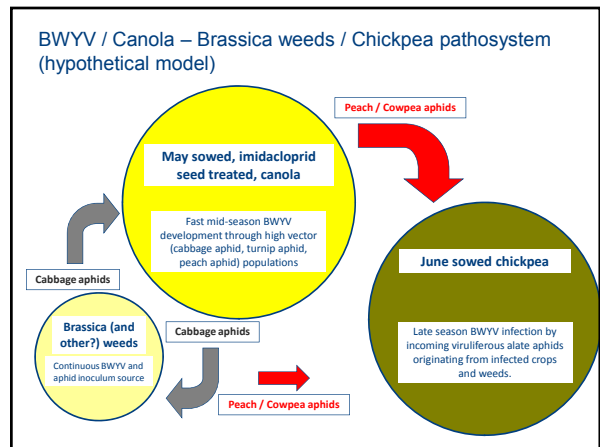 BWYV / Canola – Brassica weeds / Chickpea pathosystem
(hypothetical model)
Peach / Cowpea aphids
May sowed, imidacloprid
seed treated, canola
Fast mid-season BWYV
development through high vector
(cabbage aphid, turnip aphid,
peach aphid) populations
June sowed chickpea
Cabbage aphids
Brassica (and
other?) weeds
Continuous BWYV and
aphid inoculum source
Cabbage aphids
Late season BWYV infection by
incoming viruliferous alate aphids
originating from infected crops
and weeds.
Peach / Cowpea aphids